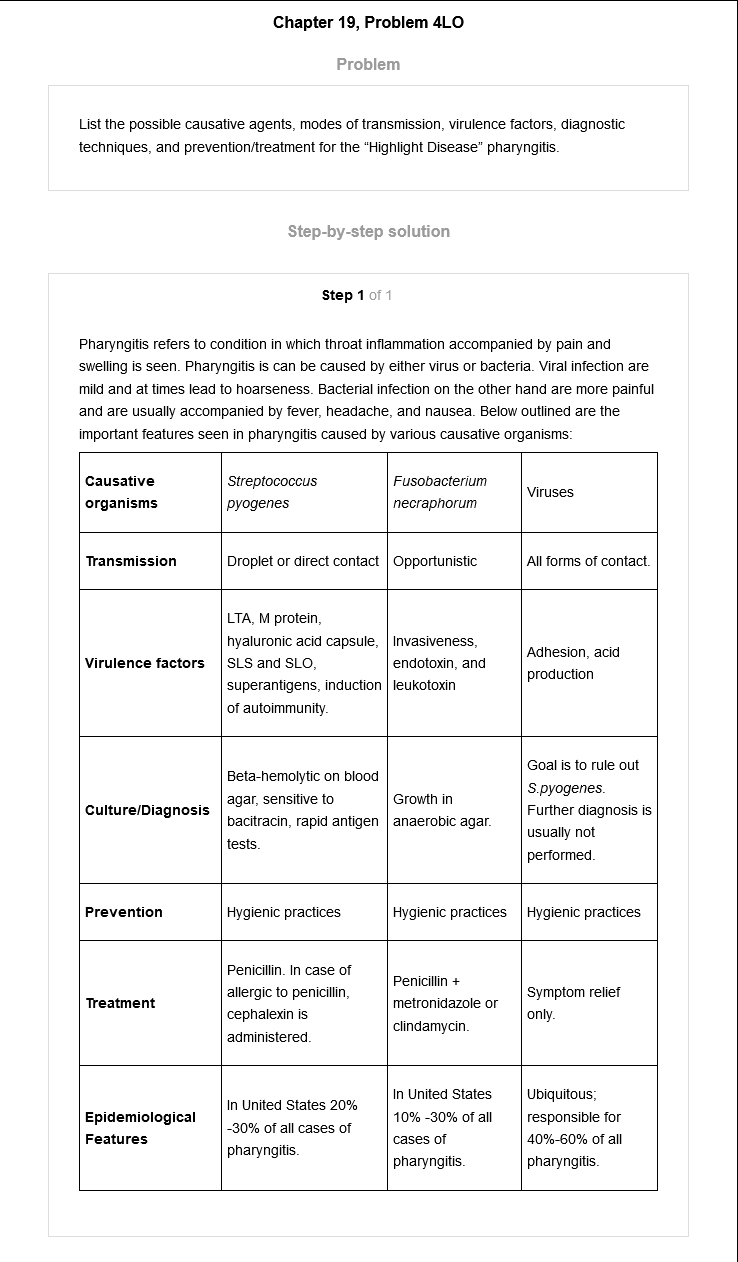 Chapter 19, Problem 4LO
Problem
List the possible causative agents, modes of transmission, virulence factors, diagnostic
techniques, and prevention/treatment for the “Highlight Disease” pharyngitis.
Step-by-step solution
Step 1 of 1
Pharyngitis refers to condition in which throat inflammation accompanied by pain and
swelling is seen. Pharyngitis is can be caused by either virus or bacteria. Viral infection are
mild and at times lead to hoarseness. Bacterial infection on the other hand are more painful
and are usually accompanied by fever, headache, and nausea. Below outlined are the
important features seen in pharyngitis caused by various causative organisms:
Causative
organisms
Streptococcus
pyogenes
Fusobacterium
necraphorum
Viruses
Transmission
Droplet or direct contact
Opportunistic
All forms of contact.
Virulence factors
LTA, M protein,
hyaluronic acid capsule,
SLS and SLO,
superantigens, induction
of autoimmunity.
Invasiveness,
endotoxin, and
leukotoxin
Adhesion, acid
production
Culture/Diagnosis
Beta-hemolytic on blood
agar, sensitive to
bacitracin, rapid antigen
tests.
Growth in
anaerobic agar.
Goal is to rule out
S.pyogenes.
Further diagnosis is
usually not
performed.
Prevention
Hygienic practices
Hygienic practices
Hygienic practices
Treatment
Penicillin. In case of
allergic to penicillin,
cephalexin is
administered.
Penicillin +
metronidazole or
clindamycin.
Symptom relief
only.
Epidemiological
Features
In United States 20%
-30% of all cases of
pharyngitis.
In United States
10% -30% of all
cases of
pharyngitis.
Ubiquitous;
responsible for
40%-60% of all
pharyngitis.